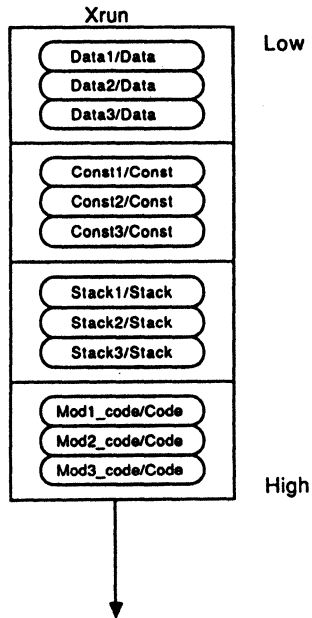 Xrun
Low
Data1/Data
Data2/Data
Data3/Data
Const1/Const
Const2/Const
Const3/Const
Stack1/Stack
Stack2/Stack
Stack3/Stack
Mod1_code/Code
Mod2_code/Code
Mod3_code/Code
High